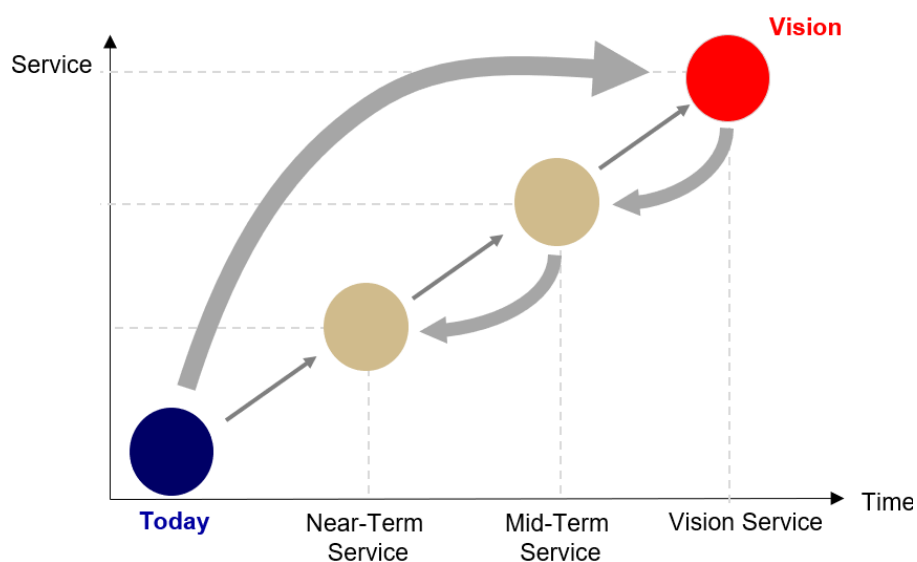 Vision
Service
Time
Today
Near-Term
Service
Mid-Term
Service
Vision Service